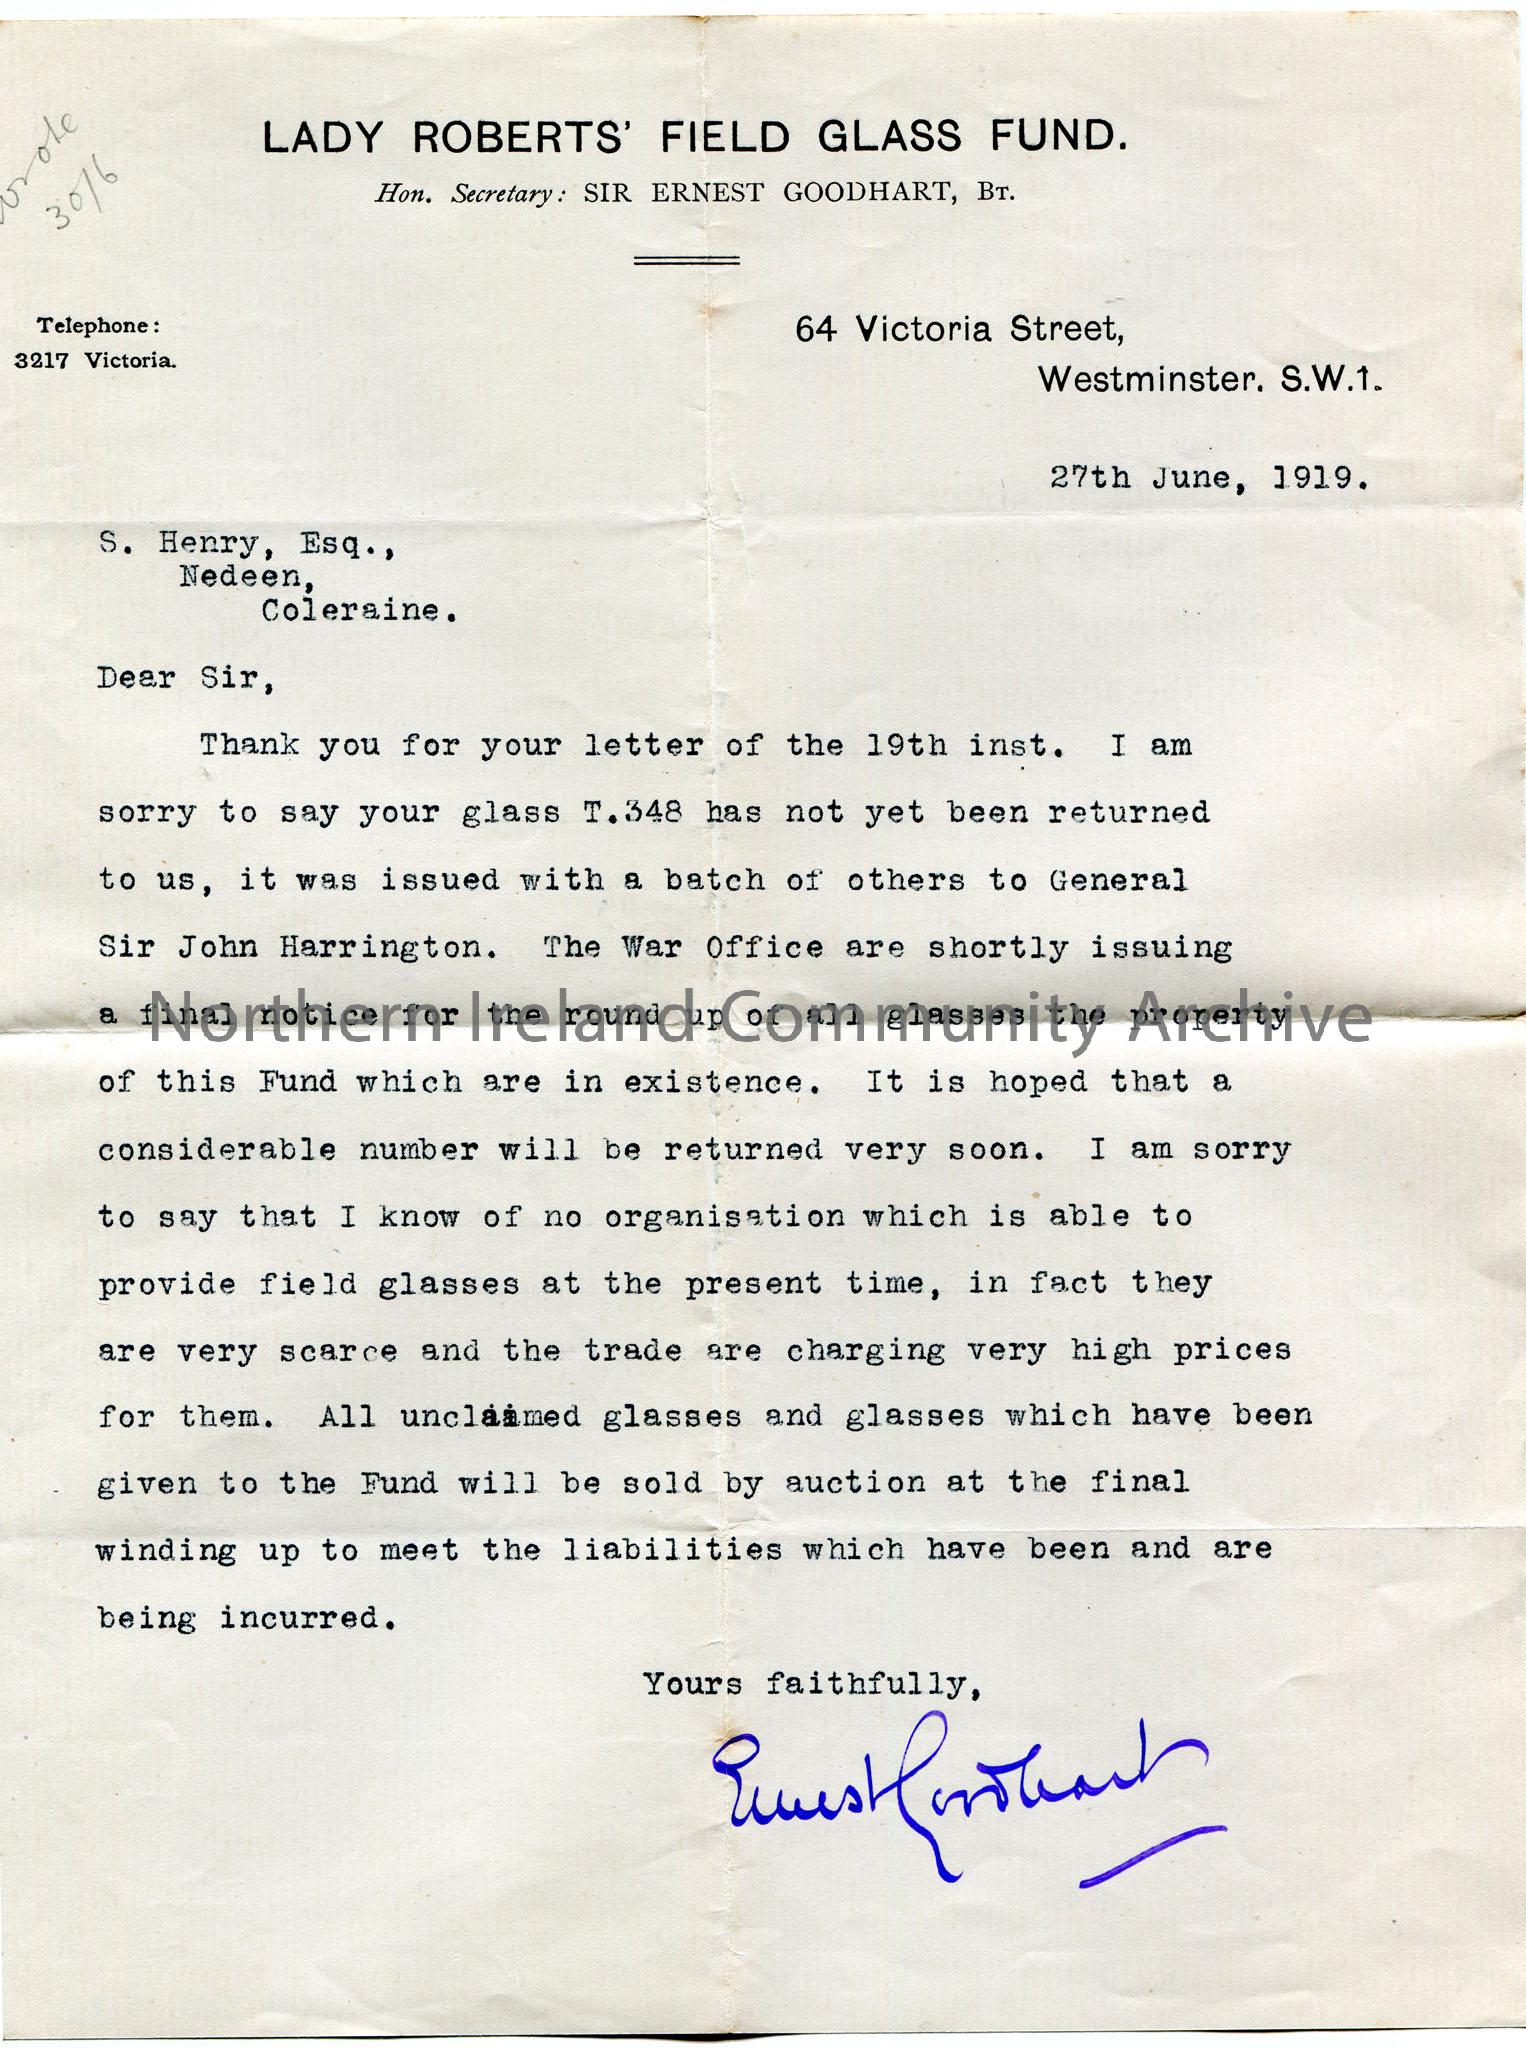 wrote
30/6
LADY ROBERTS' FIELD GLASS FUND.
Hon. Secretary: SIR ERNEST GOODHART, BT.
Telephone:
3217 Victoria.
64 Victoria Street,
Westminster. S.W.1.
27th June, 1919.
S. Henry, Esq.,
Nedeen,
Coleraine.
Dear Sir,
Thank you for your letter of the 19th inst. I am
sorry to say your glass T.348 has not yet been returned
to us, it was issued with a batch of others to General
Sir John Harrington. The War Office are shortly issuing
a final notice for the round up of all glasses the property
Northern Ireland Community Archive
of this Fund which are in existence. It is hoped that a
considerable number will be returned very soon. I am sorry
to say that I know of no organisation which is able to
provide field glasses at the present time, in fact they
are very scarce and the trade are charging very high prices
for them. All unclaimed glasses and glasses which have been
given to the Fund will be sold by auction at the final
winding up to meet the liabilities which have been and are
being incurred.
Yours faithfully,
Ernest Goodhart